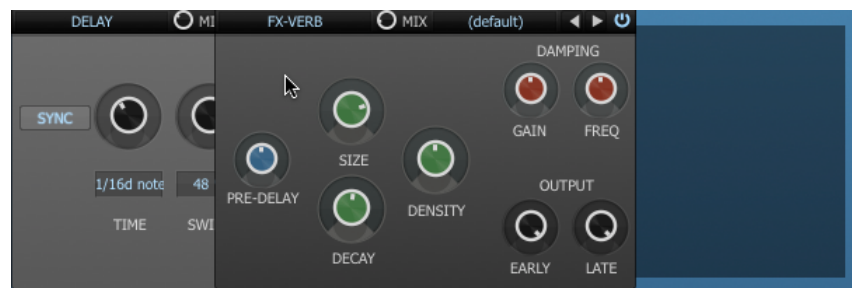 DELAY MI FX-VERB MIX (default)
DAMPING
SYNC
GAIN FREQ
SIZE
1/16d note 48
PRE-DELAY
OUTPUT
DENSITY
TIME SWI
DECAY
EARLY LATE